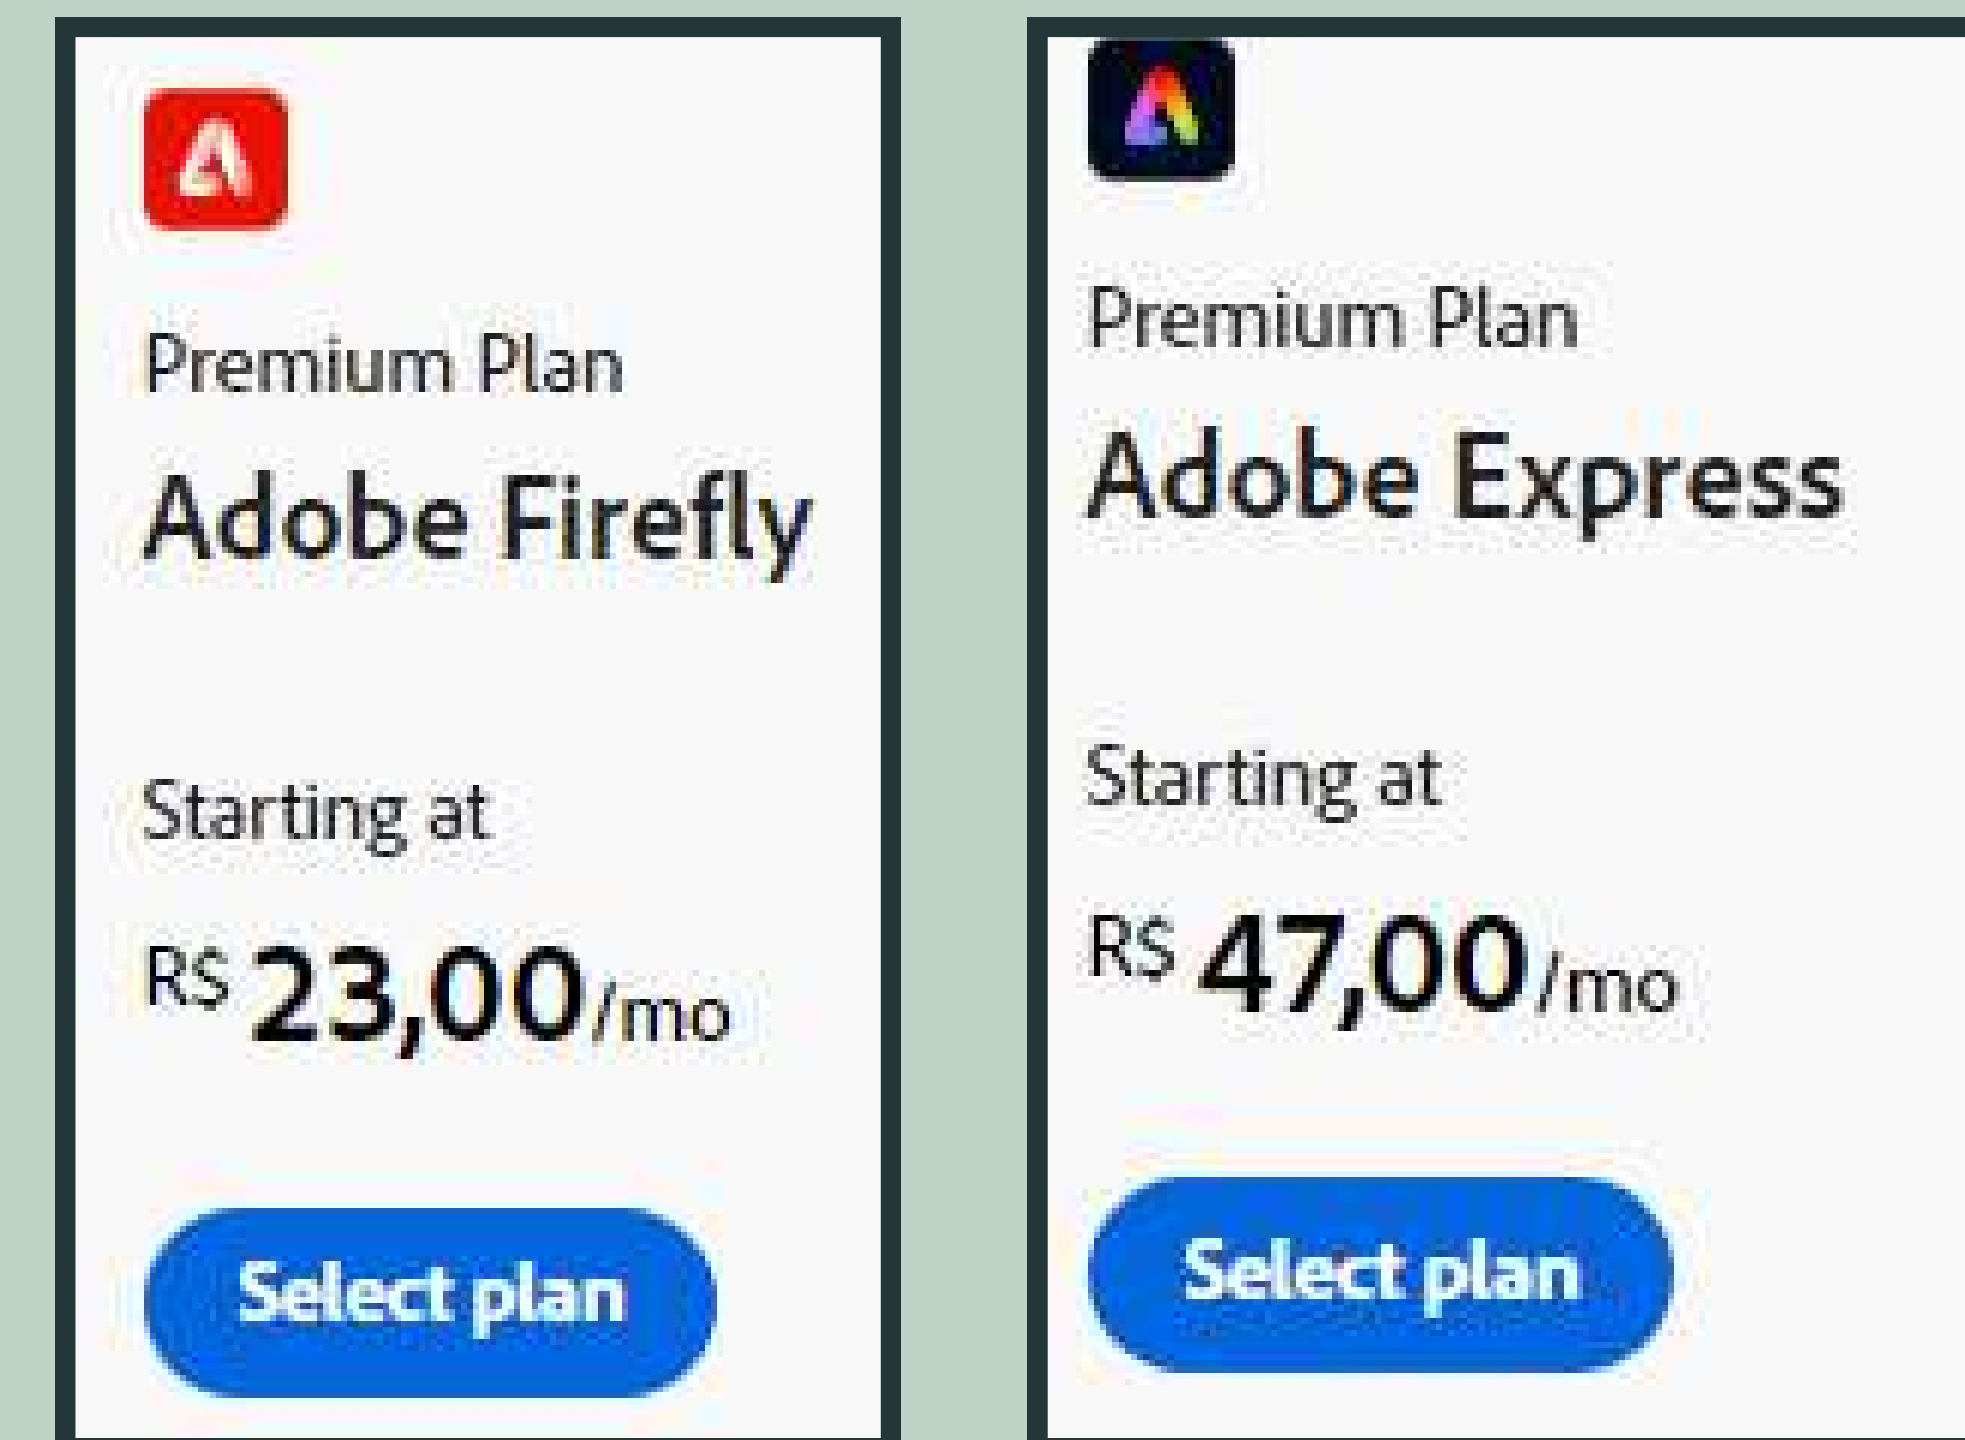 Premium Plan
Adobe Firefly
Starting at
R$ 23,00/mo
Select plan
Premium Plan
Adobe Express
Starting at
R$ 47,00/mo
Select plan